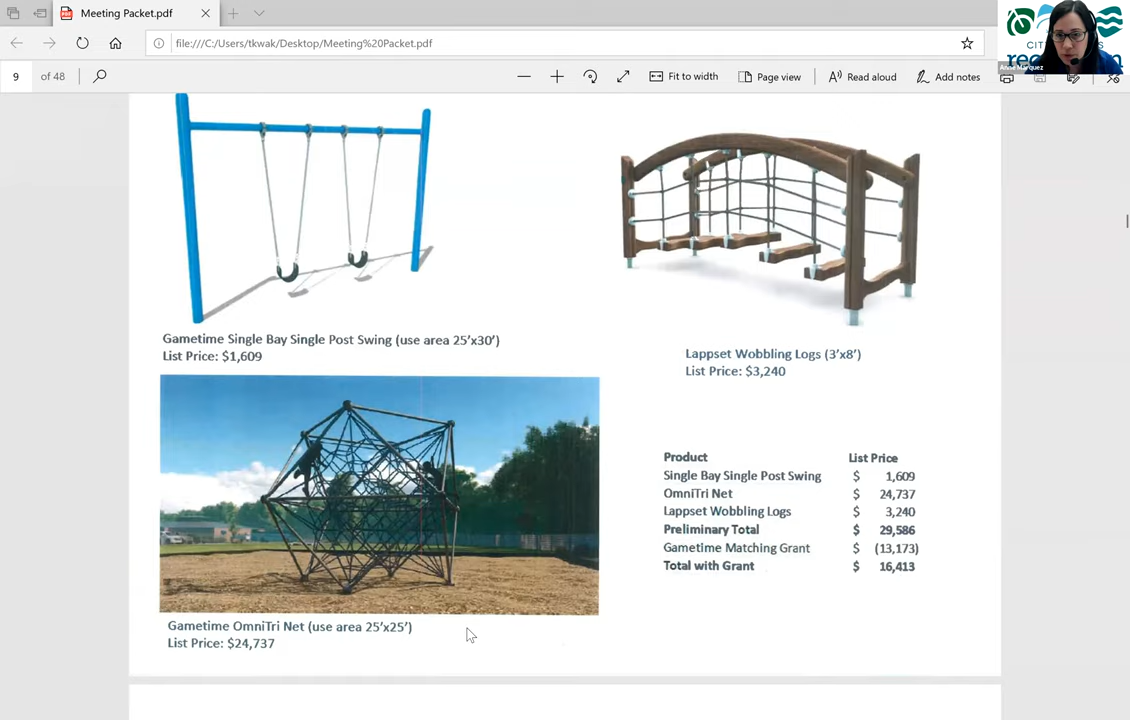 Meeting Packet.pdf
file:///C:/Users/tkwak/Desktop/Meeting%20Packet.pdf
9 of 48
Fit to width
Page view
Read aloud
Add notes
Anne Marquez
Gametime Single Bay Single Post Swing (use area 25'x30')
List Price: $1,609
Lappset Wobbling Logs (3'x8')
List Price: $3,240
Product List Price
Single Bay Single Post Swing $ 1,609
OmniTri Net $ 24,737
Lappset Wobbling Logs $ 3,240
Preliminary Total $ 29,586
Gametime Matching Grant $ (13,173)
Total with Grant $ 16,413
Gametime OmniTri Net (use area 25'x25')
List Price: $24,737